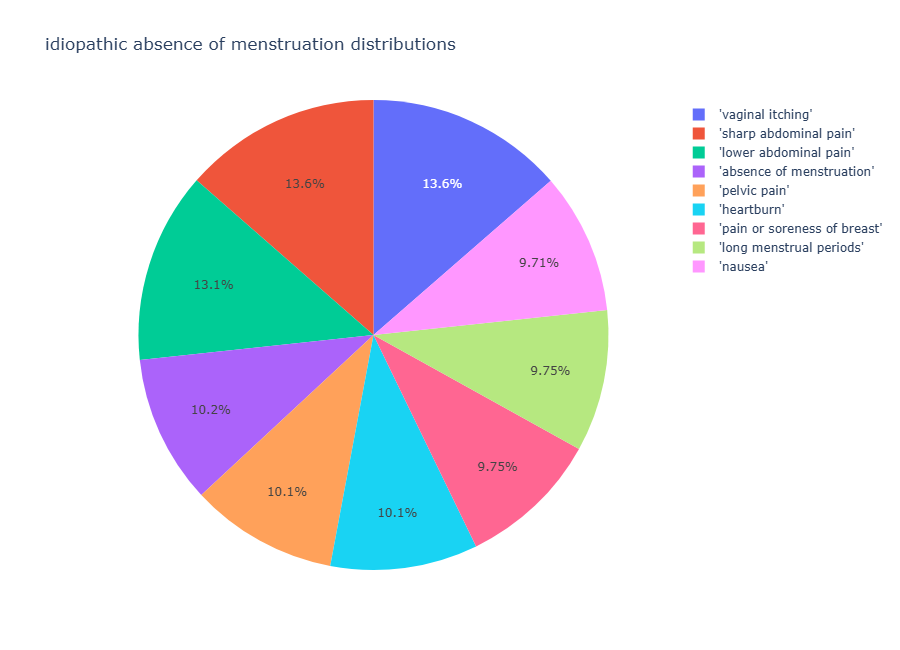 idiopathic absence of menstruation distributions
'vaginal itching'
'sharp abdominal pain'
'lower abdominal pain'
'absence of menstruation'
'pelvic pain'
'heartburn'
'pain or soreness of breast'
'long menstrual periods'
'nausea'
13.6%
13.6%
9.71%
13.1%
9.75%
10.2%
9.75%
10.1%
10.1%